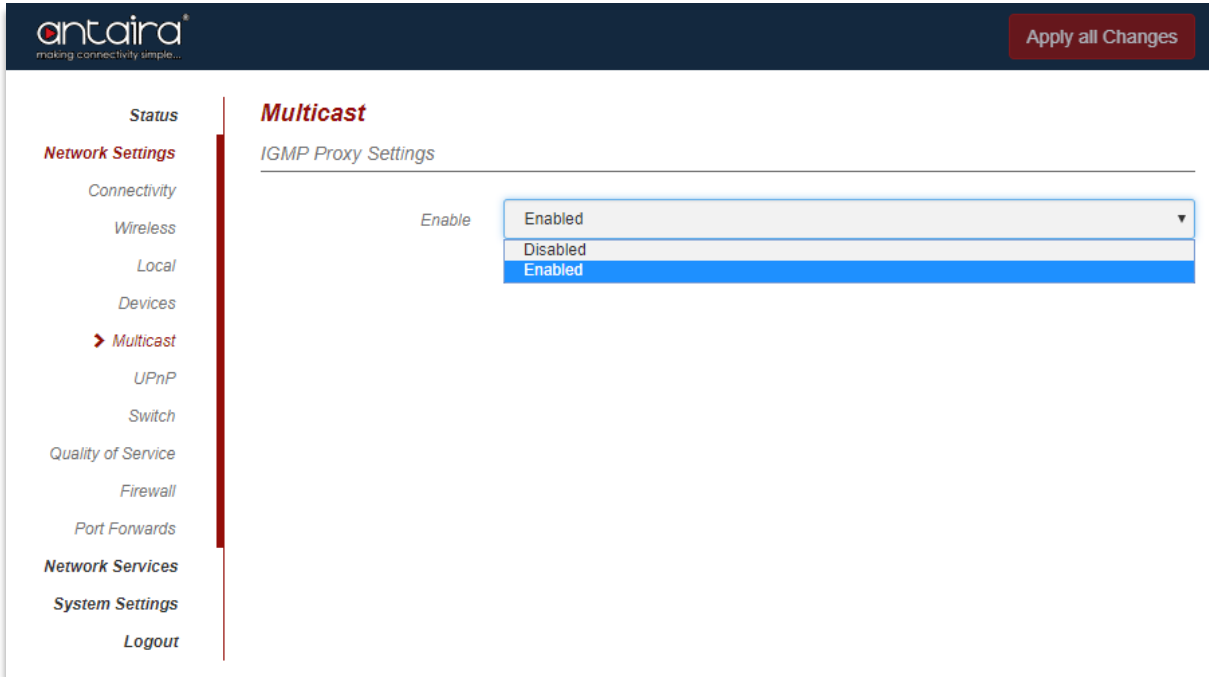 antaira®
making connectivity simple...
Apply all Changes
Status
Network Settings
Connectivity
Wireless
Local
Devices
Multicast
UPnP
Switch
Quality of Service
Firewall
Port Forwards
Network Services
System Settings
Logout
Multicast
IGMP Proxy Settings
Enable Enabled
Disabled
Enabled